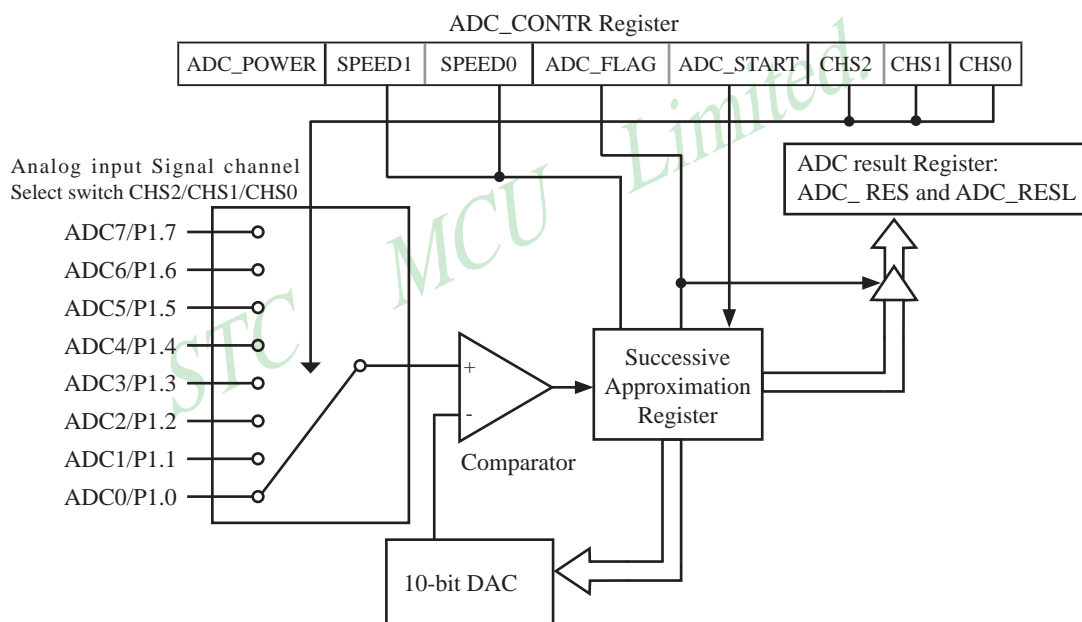 ADC_CONTR Register
ADC_POWER SPEED1 SPEED0 ADC_FLAG ADC_START CHS2 CHS1 CHS0
Analog input Signal channel
Select switch CHS2/CHS1/CHS0
ADC result Register:
ADC_ RES and ADC_RESL
ADC7/P1.7
ADC6/P1.6
ADC5/P1.5
ADC4/P1.4
ADC3/P1.3
ADC2/P1.2
ADC1/P1.1
ADC0/P1.0
+
-
Comparator
Successive
Approximation
Register
10-bit DAC
STC MCU Limited.